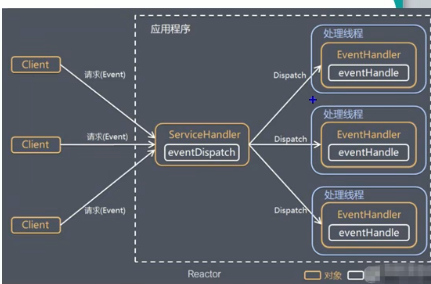 应用程序
处理线程
EventHandler
eventHandle
Client
请求(Event)
Dispatch
处理线程
ServiceHandler
eventDispatch
EventHandler
eventHandle
Client
请求(Event)
Dispatch
处理线程
EventHandler
eventHandle
Client
请求(Event)
Dispatch
Reactor
对象